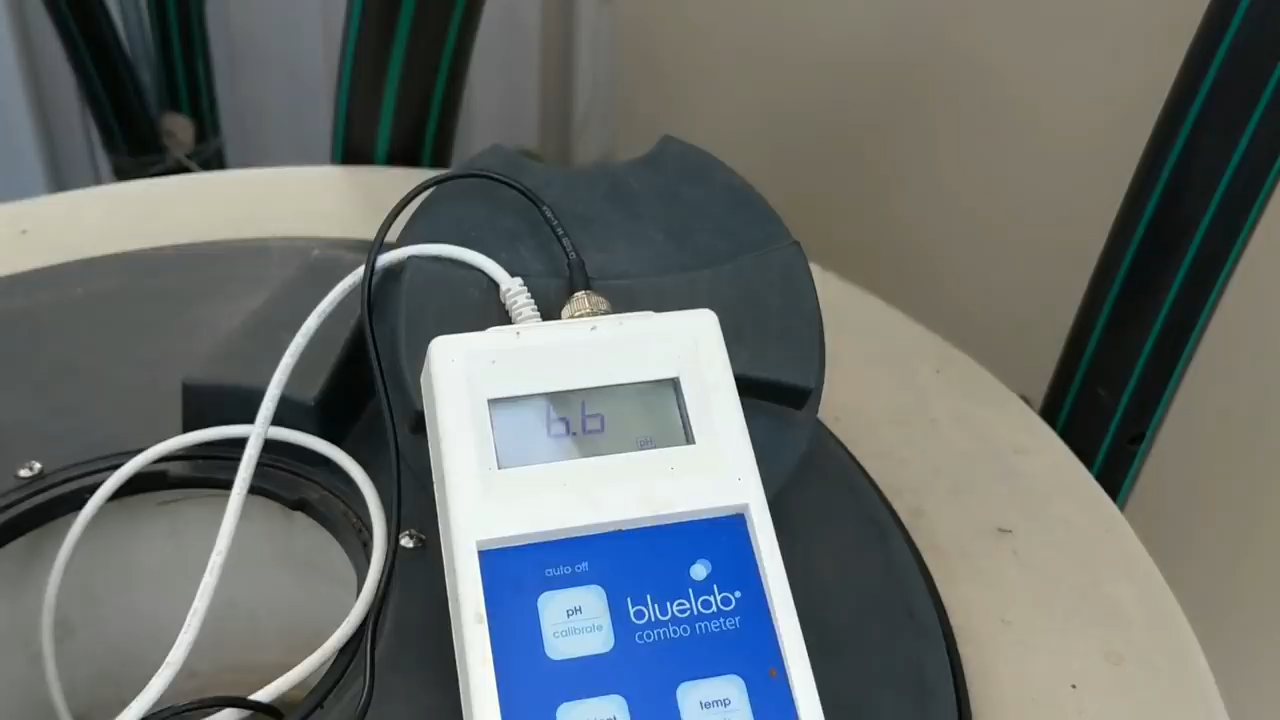 6.6
pH
auto off
pH
calibrate
bluelab
combo meter
temp